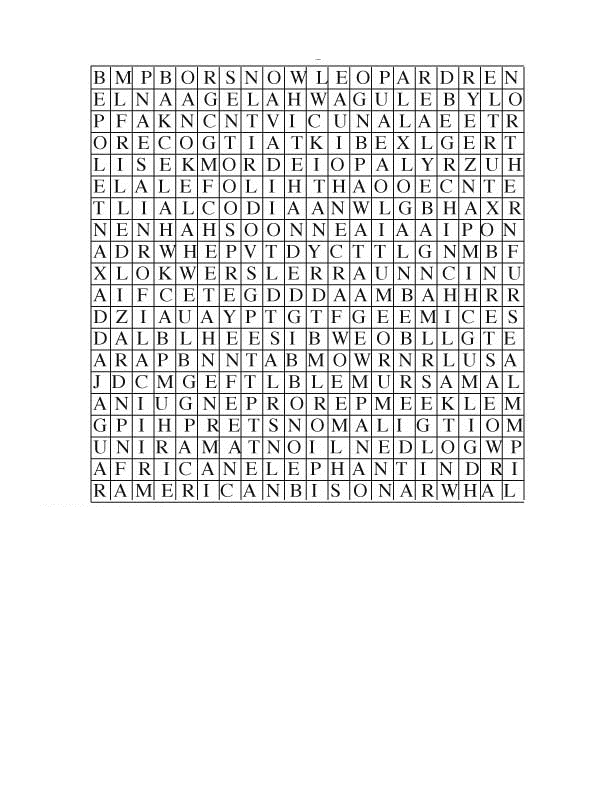 B M P B O R S N O W L E O P A R D R E N
E L N A A G E L A H W A G U L E B Y L O
P F A K N C N T V I C U N A L A E E T R
O R E C O G T I A T K I B E X L G E R T
L I S E K M O R D E I O P A L Y R Z U H
E L A L E F O L I H T H A O O E C N T E
T L I A L C O D I A A N W L G B H A X R
N E N H A H S O O N N E A I A A I P O N
A D R W H E P V T D Y C T T L G N M B F
X L O K W E R S L E R R A U N N C I N U
A I F C E T E G D D D A A M B A H H R R
D Z I A U A Y P T G T F G E E M I C E S
D A L B L H E E S I B W E O B L L G T E
A R A P B N N T A B M O W R N R L U S A
J D C M G E F T L B L E M U R S A M A L
A N I U G N E P R O R E P M E E K L E M
G P I H P R E T S N O M A L I G T I O M
U N I R A M A T N O I L N E D L O G W P
A F R I C A N E L E P H A N T I N D R I
R A M E R I C A N B I S O N A R W H A L